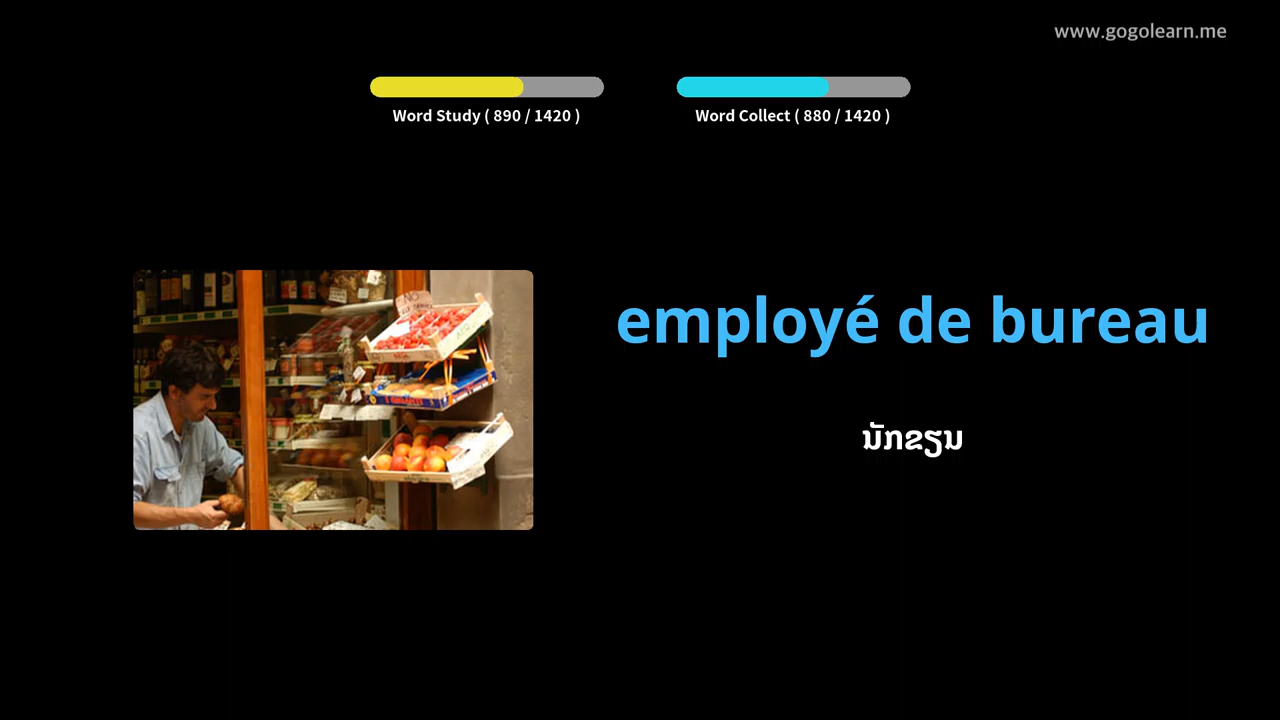 www.gogolearn.me
Word Study ( 890 / 1420 )
Word Collect ( 880 / 1420 )
employé de bureau
ນັກຂຽນ